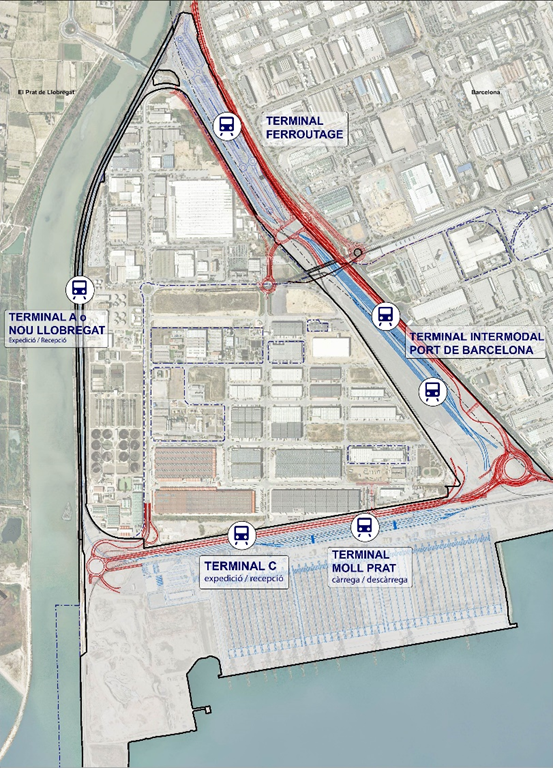 El Prat de Llobregat
Barcelona
TERMINAL
FERROUTAGE
TERMINAL A o
NOU LLOBREGAT
Expedició / Recepció
TERMINAL INTERMODAL
PORT DE BARCELONA
TERMINAL C
expedició / recepció
TERMINAL
MOLL PRAT
càrrega / descàrrega